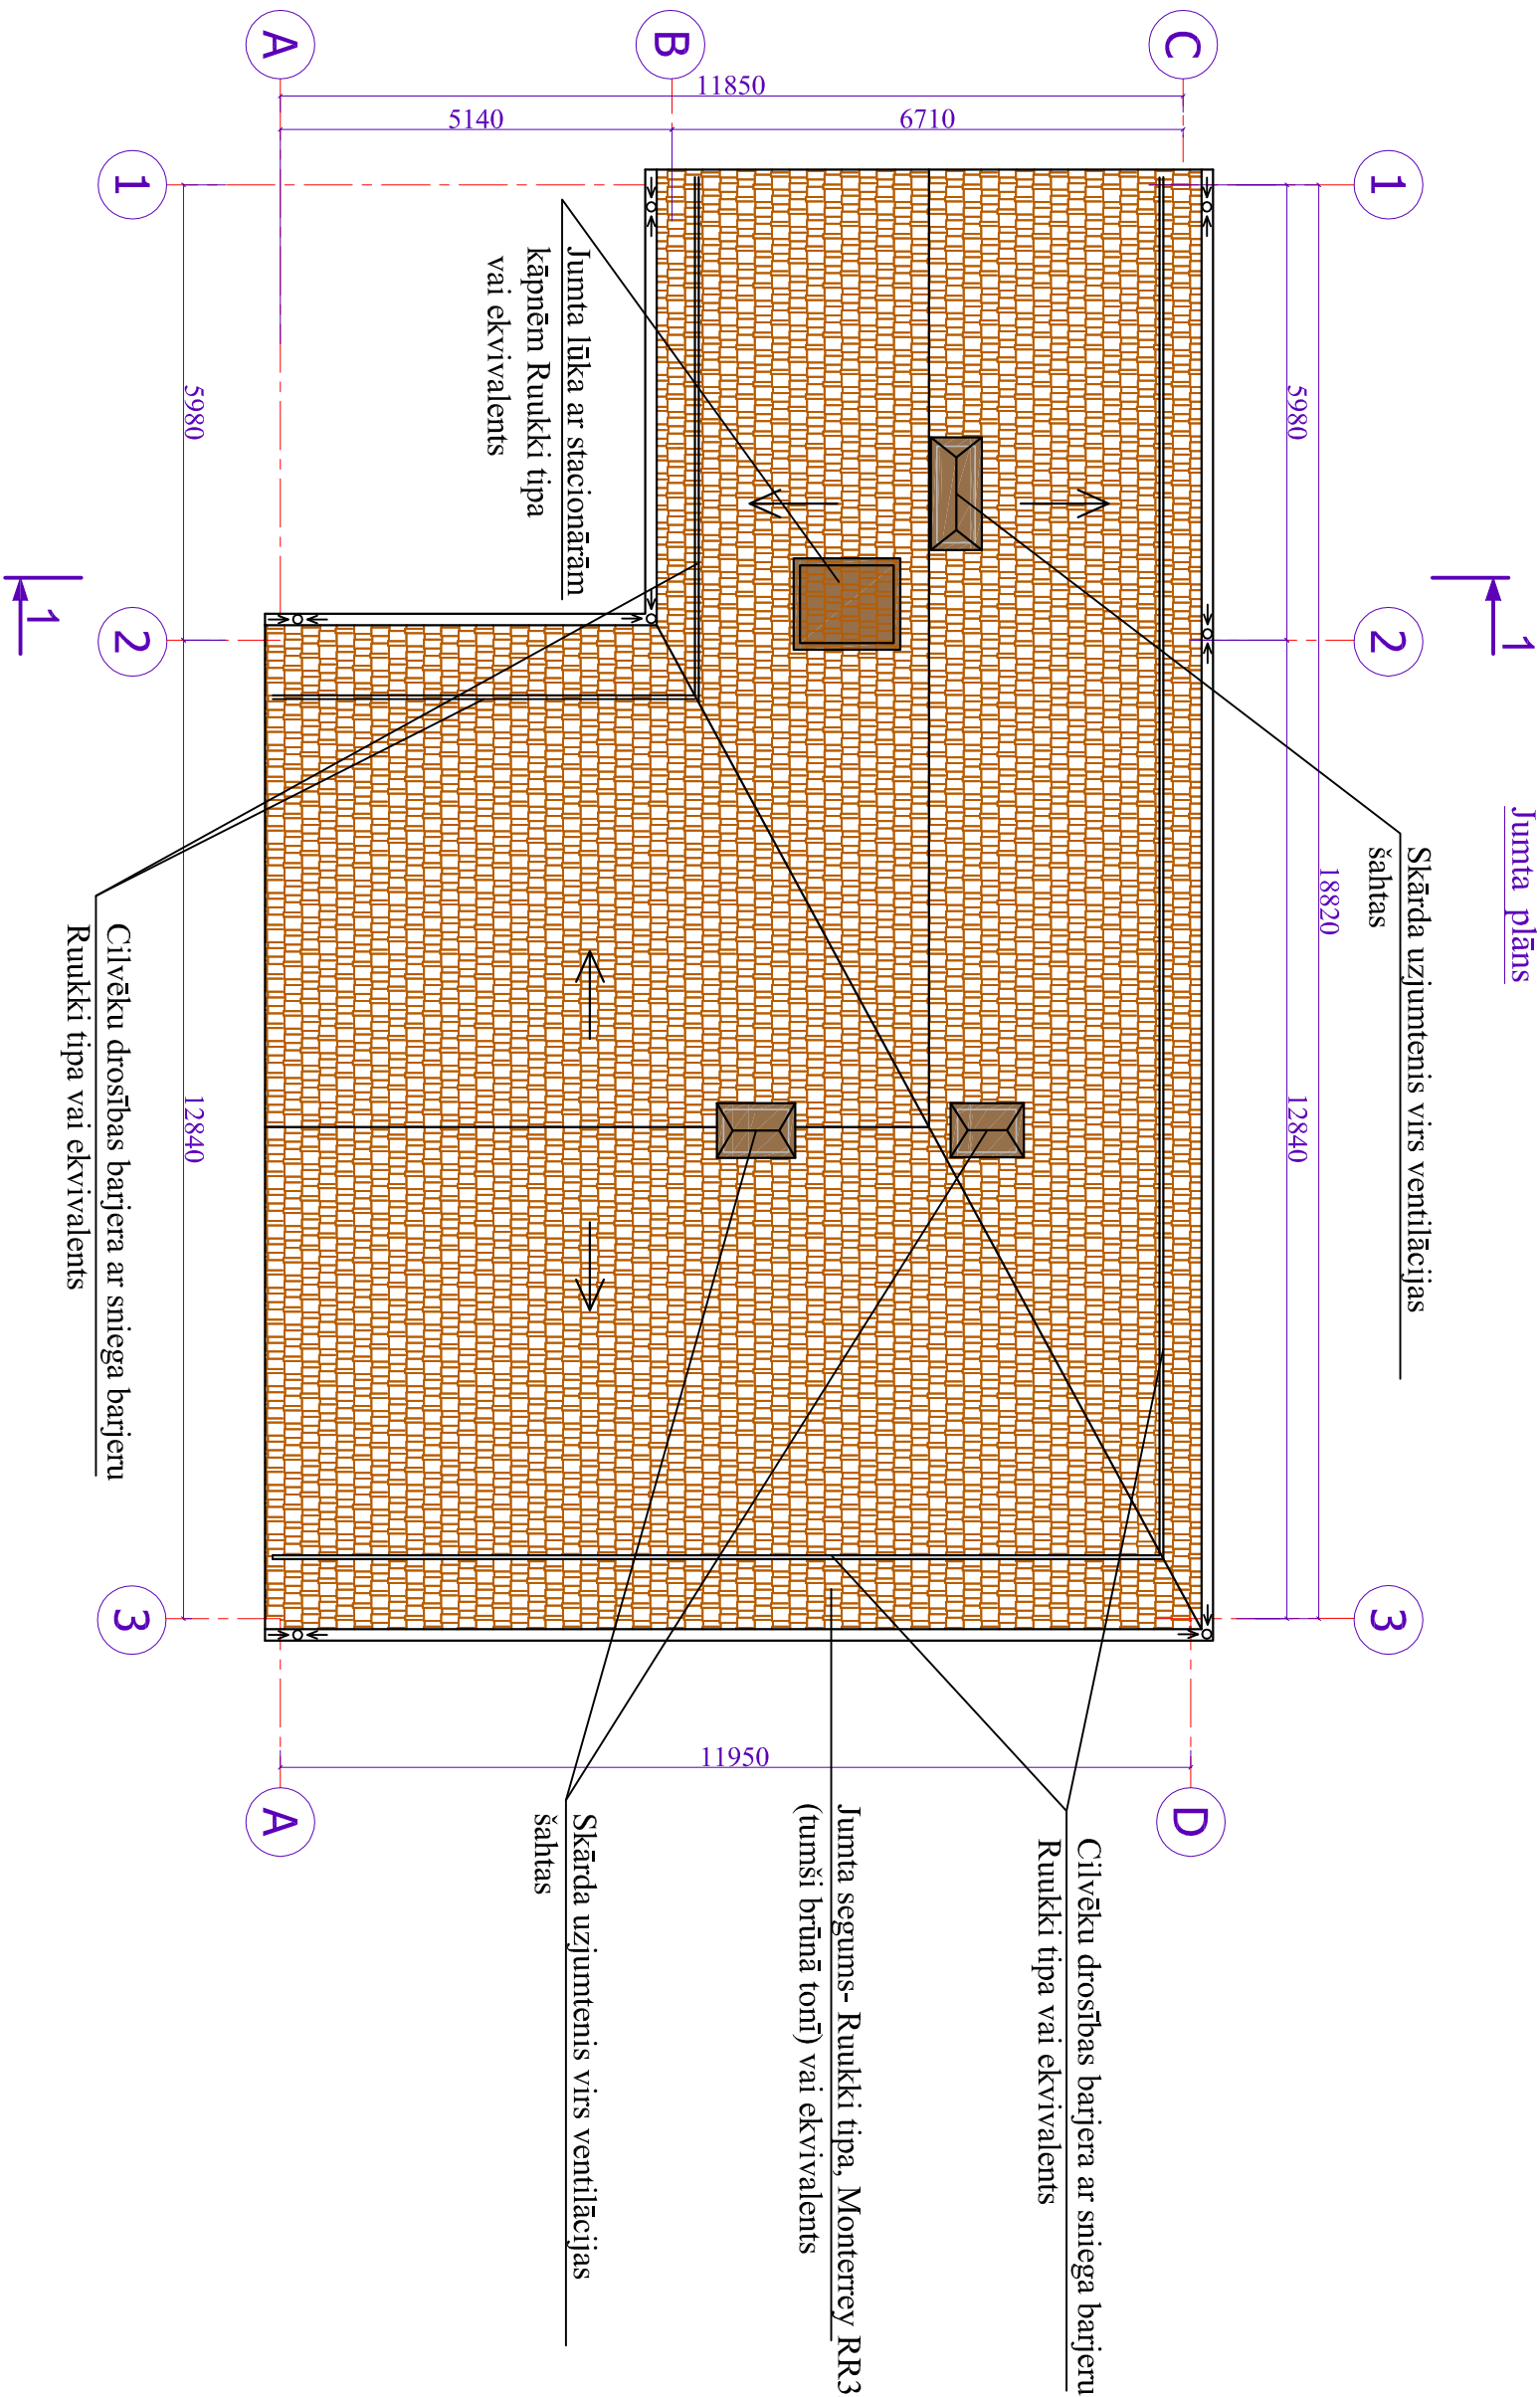 Jumta plāns
1
1
1
2
3
18820
5980
12840
Skārda uzjumtenis virs ventilācijas
šahtas
C
B
A
11850
6710
5140
D
A
11950
Jumta lūka ar stacionārām
kāpnēm Ruukki tipa
vai ekvivalents
Cilvēku drosības barjera ar sniega barjeru
Ruukki tipa vai ekvivalents
Jumta segums- Ruukki tipa, Monterrey RR3
(tumši brūnā tonī) vai ekvivalents
Skārda uzjumtenis virs ventilācijas
šahtas
5980
12840
1
2
3
Cilvēku drosības barjera ar sniega barjeru
Ruukki tipa vai ekvivalents